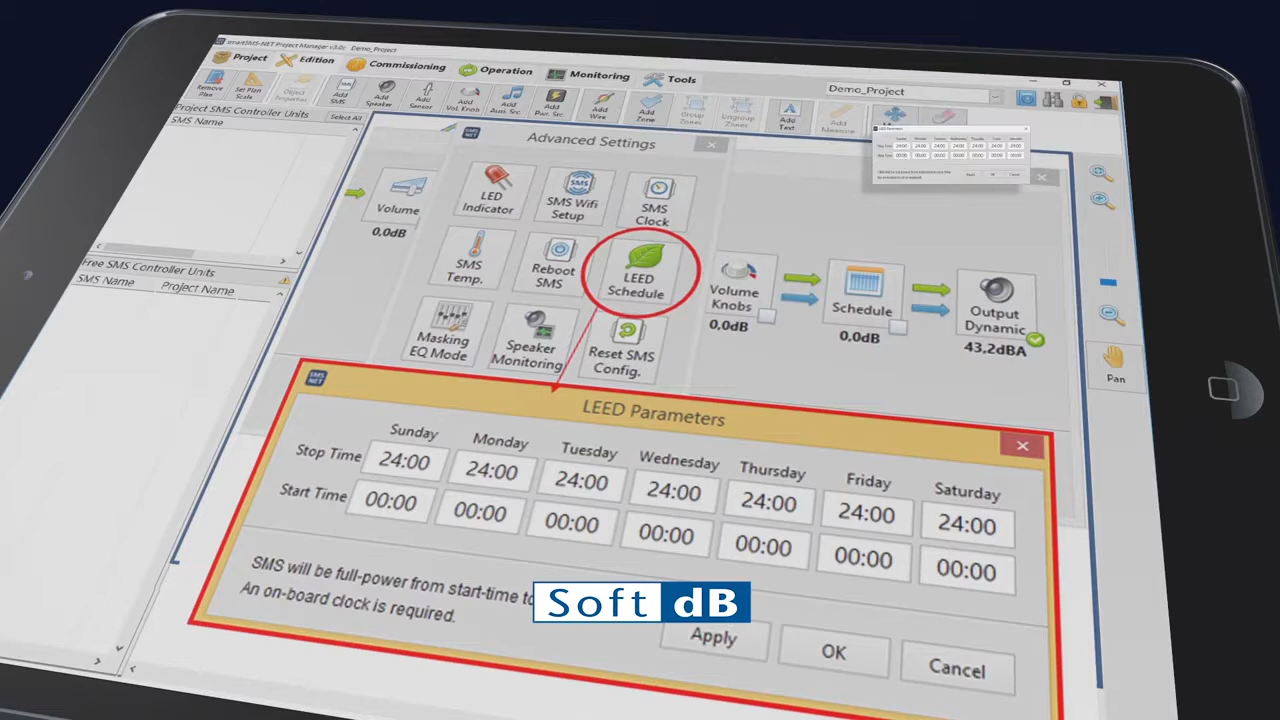 smartSMS-NET Project Manager v3.0c Demo_Project
Project Edition Commissioning Operation Monitoring Tools
Demo_Project
Remove Plan
Set Plan Scale
Object Properties
Add SMS
Add Speaker
Add Sensor
Add Vol. Knob
Add Aux. Src.
Add Pwr. Src.
Add Wire
Add Zone
Group Zones
Ungroup Zones
Add Text
Add Measure
Project SMS Controller Units
Select All
SMS Name
Free SMS Controller Units
SMS Name Project Name
Advanced Settings
LED Indicator
SMS Wifi Setup
SMS Clock
SMS Temp.
Reboot SMS
LEED Schedule
Masking EQ Mode
Speaker Monitoring
Reset SMS Config.
Volume
0,0dB
Volume Knobs
0,0dB
Schedule
0,0dB
Output Dynamic
43,2dBA
Pan
LEED Parameters
Sunday Monday Tuesday Wednesday Thursday Friday Saturday
Stop Time 24:00 24:00 24:00 24:00 24:00 24:00 24:00
Start Time 00:00 00:00 00:00 00:00 00:00 00:00 00:00
SMS will be full-power from start-time to
An on-board clock is required.
Apply OK Cancel
Soft dB